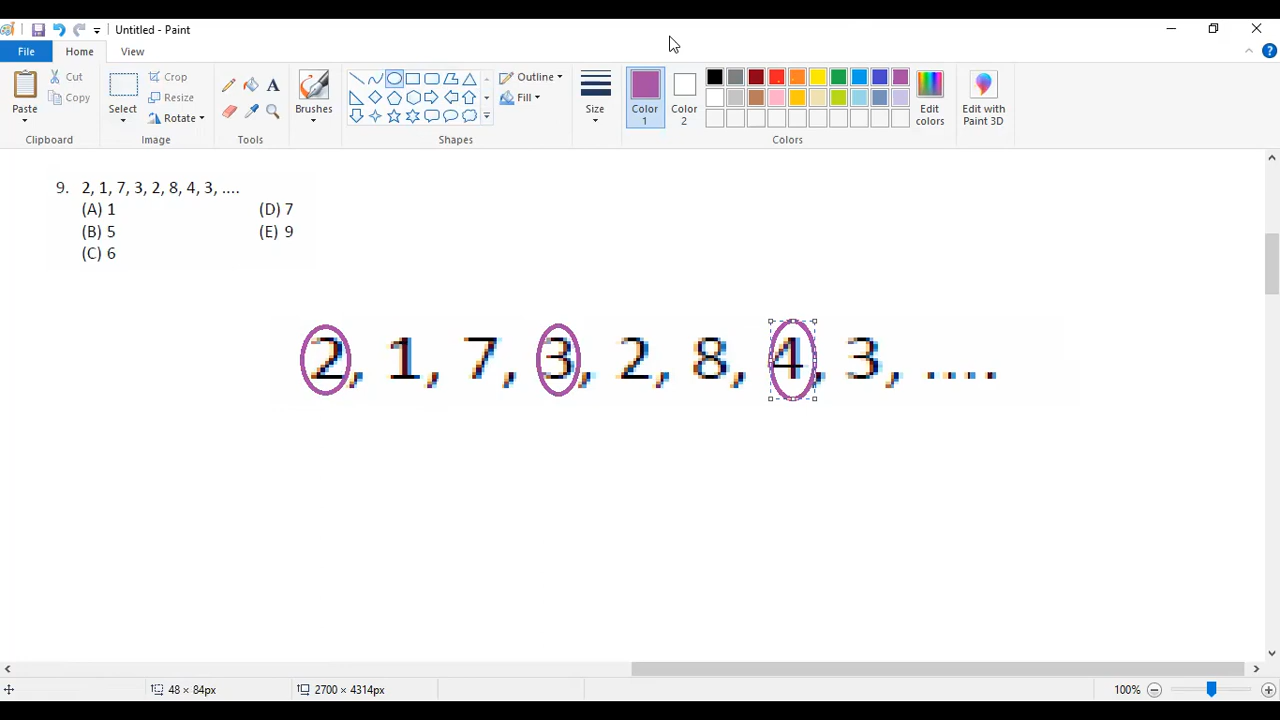 Untitled - Paint
File Home View
Paste
Cut
Copy
Clipboard
Select
Crop
Resize
Rotate
Image
Tools
Brushes
Shapes
Outline
Fill
Size
Color 1
Color 2
Colors
Edit colors
Edit with Paint 3D
9. 2, 1, 7, 3, 2, 8, 4, 3, ....
(A) 1 (D) 7
(B) 5 (E) 9
(C) 6
2, 1, 7, 3, 2, 8, 4, 3, ....
48 × 84px 2700 × 4314px 100%